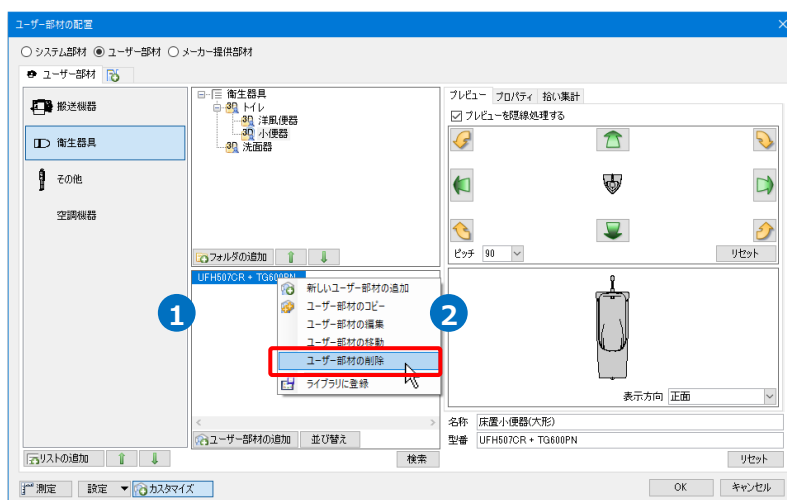 ユーザー部材の配置
システム部材 ユーザー部材 メーカー提供部材
ユーザー部材
搬送機器
衛生器具
その他
空調機器
衛生器具
トイレ
洋風便器
小便器
洗面器
フォルダの追加
UFH507CR + TG600PN
新しいユーザー部材の追加
ユーザー部材のコピー
ユーザー部材の編集
ユーザー部材の移動
ユーザー部材の削除
ライブラリに登録
1
2
ユーザー部材の追加 並び替え
リストの追加
検索
プレビュー プロパティ 拾い集計
プレビューを隠線処理する
ピッチ 90 リセット
表示方向 正面
名称 床置小便器(大形)
型番 UFH507CR + TG600PN
リセット
測定 設定 カスタマイズ
OK キャンセル